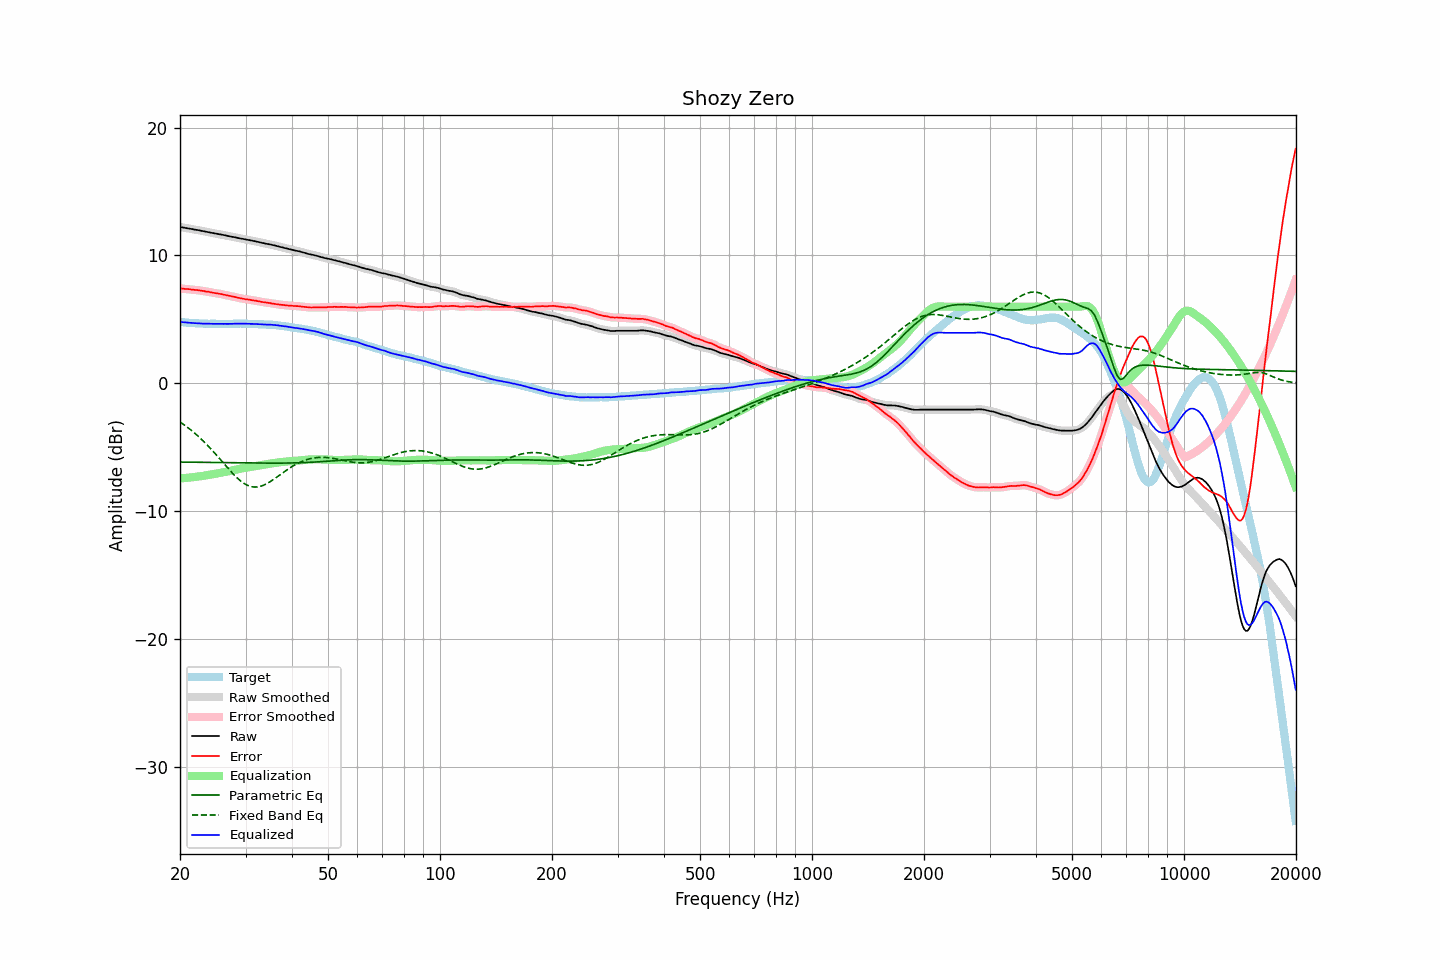 Shozy Zero
20
10
0
−10
−20
−30
Amplitude (dBr)
Target
Raw Smoothed
Error Smoothed
Raw
Error
Equalization
Parametric Eq
Fixed Band Eq
Equalized
20 50 100 200 500 1000 2000 5000 10000 20000
Frequency (Hz)